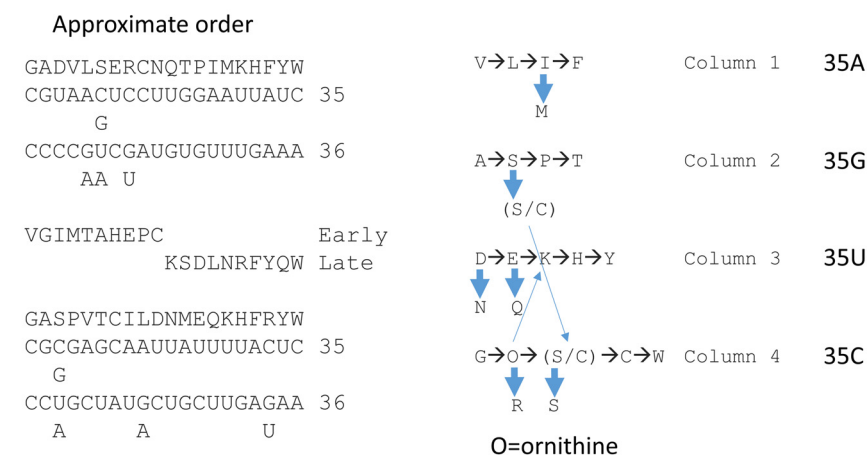 Approximate order
GADVLSERCNQTPIMKHFYW
CGUAACUCCUUGGAAUUAUC 35
G
CCCCGUCGAUGUGUUUGAAA 36
AA U
VGIMTAHEPC Early
KSDLNRFYQW Late
GASPVTCILDNMEQKHFRYW
CGCGAGCAAUUAUUUUACUC 35
G
CCUGCUAUGCUGCUUGAGAA 36
A A U
V→L→I→F Column 1 35A
M
A→S→P→T Column 2 35G
(S/C)
D→E→K→H→Y Column 3 35U
N Q
G→O→(S/C)→C→W Column 4 35C
R S
O=ornithine